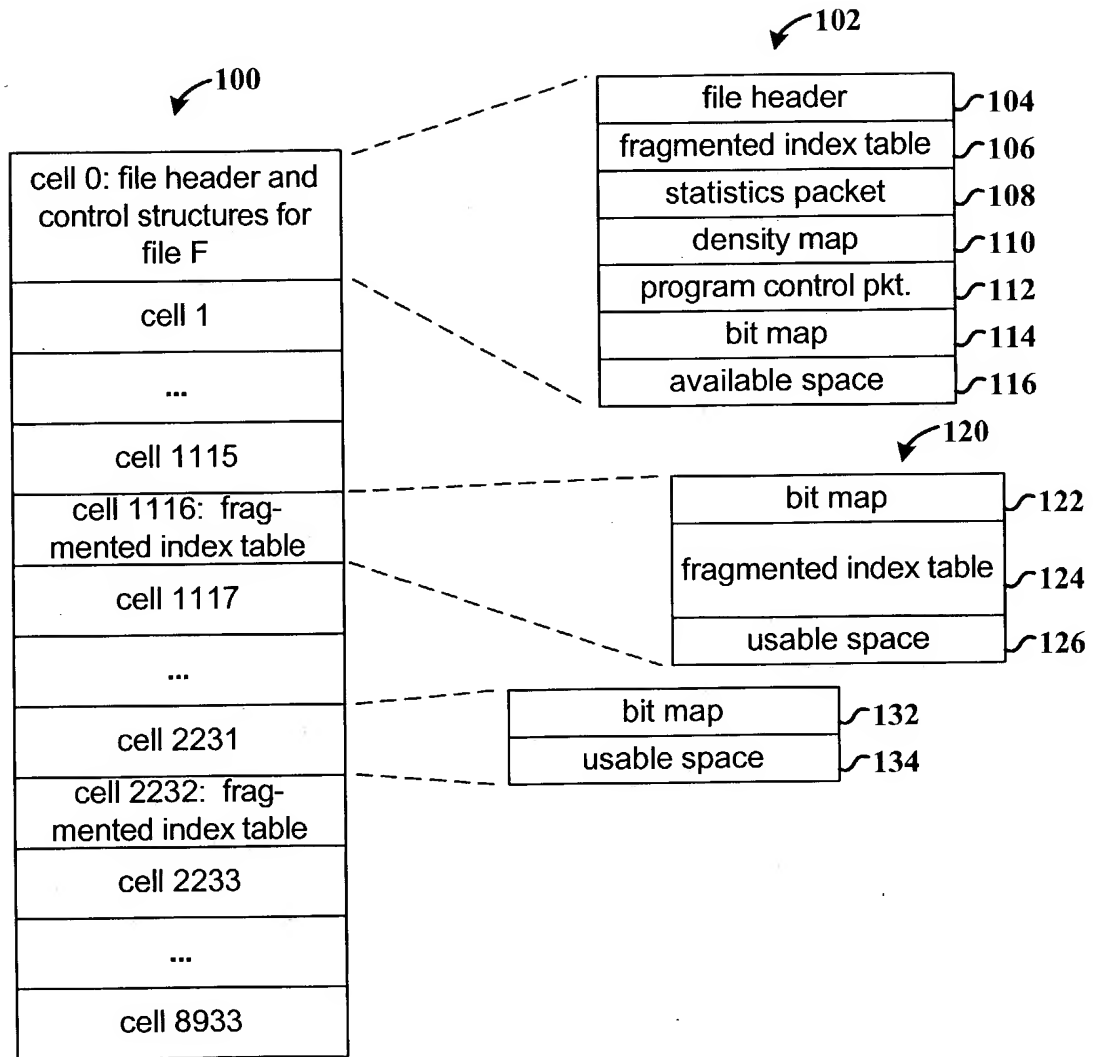 102
100
file header
104
fragmented index table
106
statistics packet
108
density map
110
program control pkt.
112
bit map
114
available space
116
cell 0: file header and
control structures for
file F
cell 1
...
cell 1115
cell 1116: frag-
mented index table
cell 1117
...
cell 2231
cell 2232: frag-
mented index table
cell 2233
...
cell 8933
120
bit map
122
fragmented index table
124
usable space
126
bit map
132
usable space
134